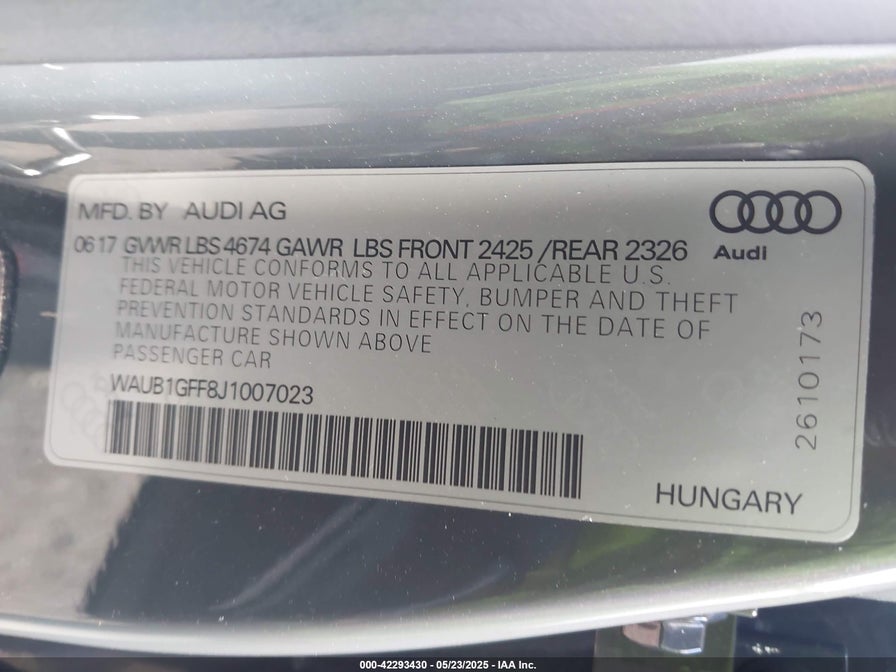 MFD. BY AUDI AG
0617 GVWR LBS 4674 GAWR LBS FRONT 2425 /REAR 2326
Audi
THIS VEHICLE CONFORMS TO ALL APPLICABLE U.S.
FEDERAL MOTOR VEHICLE SAFETY, BUMPER AND THEFT
PREVENTION STANDARDS IN EFFECT ON THE DATE OF
MANUFACTURE SHOWN ABOVE
PASSENGER CAR
WAUB1GFF8J1007023
2610173
HUNGARY
000-42293430 - 05/23/2025 - IAA Inc.